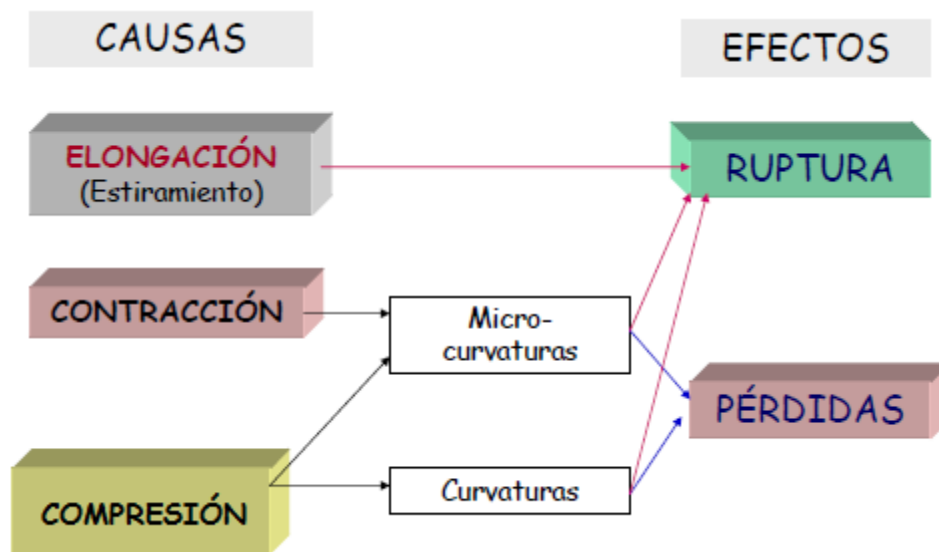 CAUSAS
EFECTOS
ELONGACIÓN
(Estiramiento)
RUPTURA
CONTRACCIÓN
Micro-
curvaturas
PÉRDIDAS
COMPRESIÓN
Curvaturas